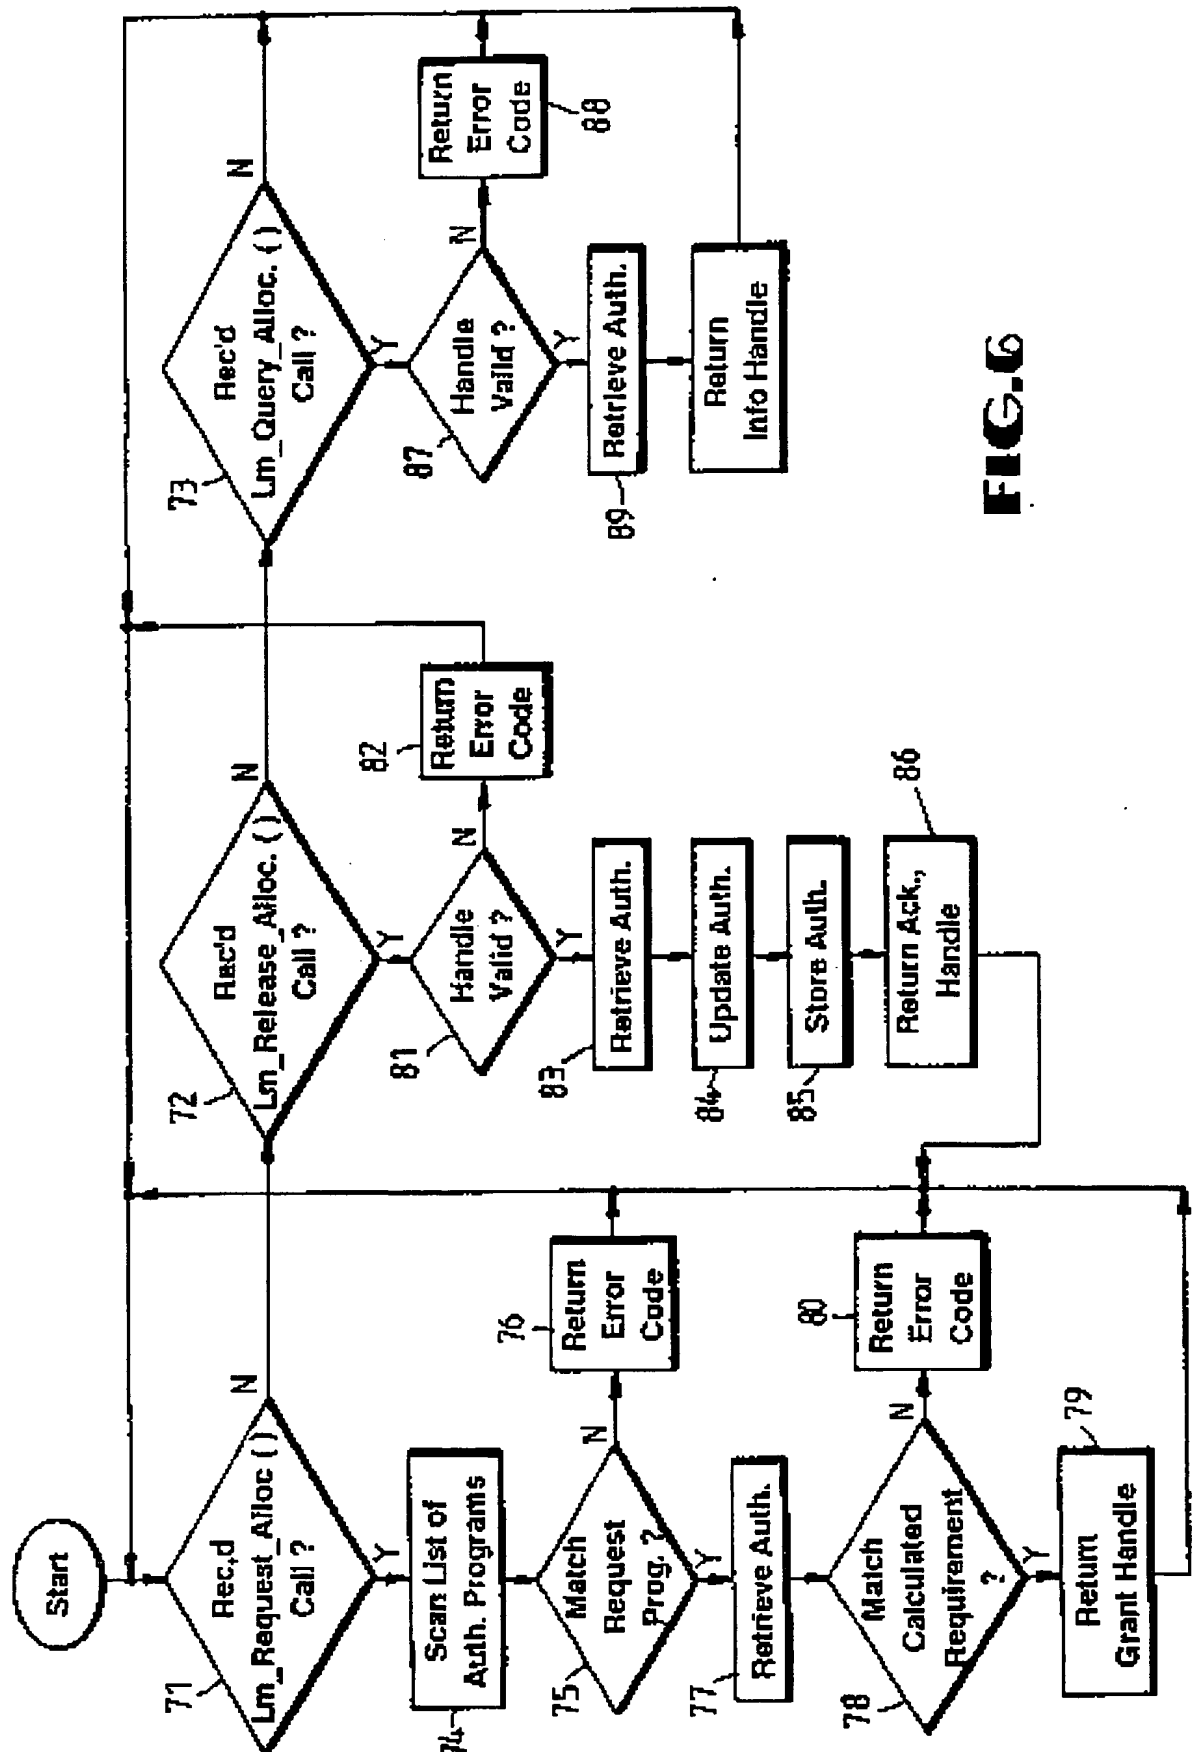 Start
71
Rec,d
Lm_Request_Alloc ( )
Call ?
N
Y
74
Scan List of
Auth. Programs
75
Match
Request
Prog. ?
N
Y
76
Return
Error
Code
77
Retrieve Auth.
78
Match
Calculated
Requirement
?
N
Y
80
Return
Error
Code
79
Return
Grant Handle
72
Rec'd
Lm_Release_Alloc. ( )
Call ?
N
Y
81
Handle
Valid ?
N
Y
82
Return
Error
Code
83
Retrieve Auth.
84
Update Auth.
85
Store Auth.
86
Return Ack.,
Handle
73
Rec'd
Lm_Query_Alloc. ( )
Call ?
N
Y
87
Handle
Valid ?
N
Y
88
Return
Error
Code
89
Retrieve Auth.
Return
Info Handle
FIG.6